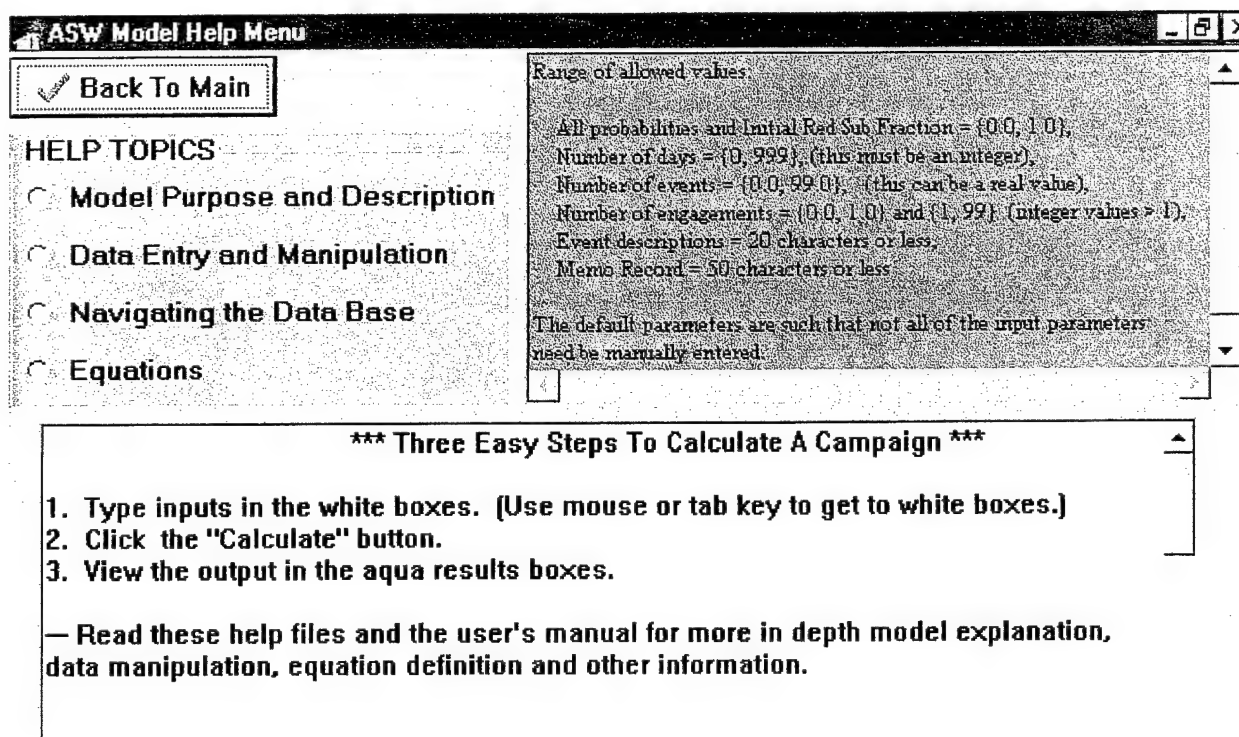 ASW Model Help Menu
Back To Main
HELP TOPICS
Model Purpose and Description
Data Entry and Manipulation
Navigating the Data Base
Equations
Range of allowed values:
All probabilities and Initial Red Sub Fraction = {0.0, 1.0},
Number of days = {0, 999}, (this must be an integer),
Number of events = {0.0, 99.0}, (this can be a real value),
Number of engagements = {0.0, 1.0} and {1, 99} (integer values > 1),
Event descriptions = 20 characters or less,
Memo Record = 50 characters or less
The default parameters are such that not all of the input parameters
need be manually entered.
*** Three Easy Steps To Calculate A Campaign ***
1. Type inputs in the white boxes. (Use mouse or tab key to get to white boxes.)
2. Click the "Calculate" button.
3. View the output in the aqua results boxes.
— Read these help files and the user's manual for more in depth model explanation,
data manipulation, equation definition and other information.